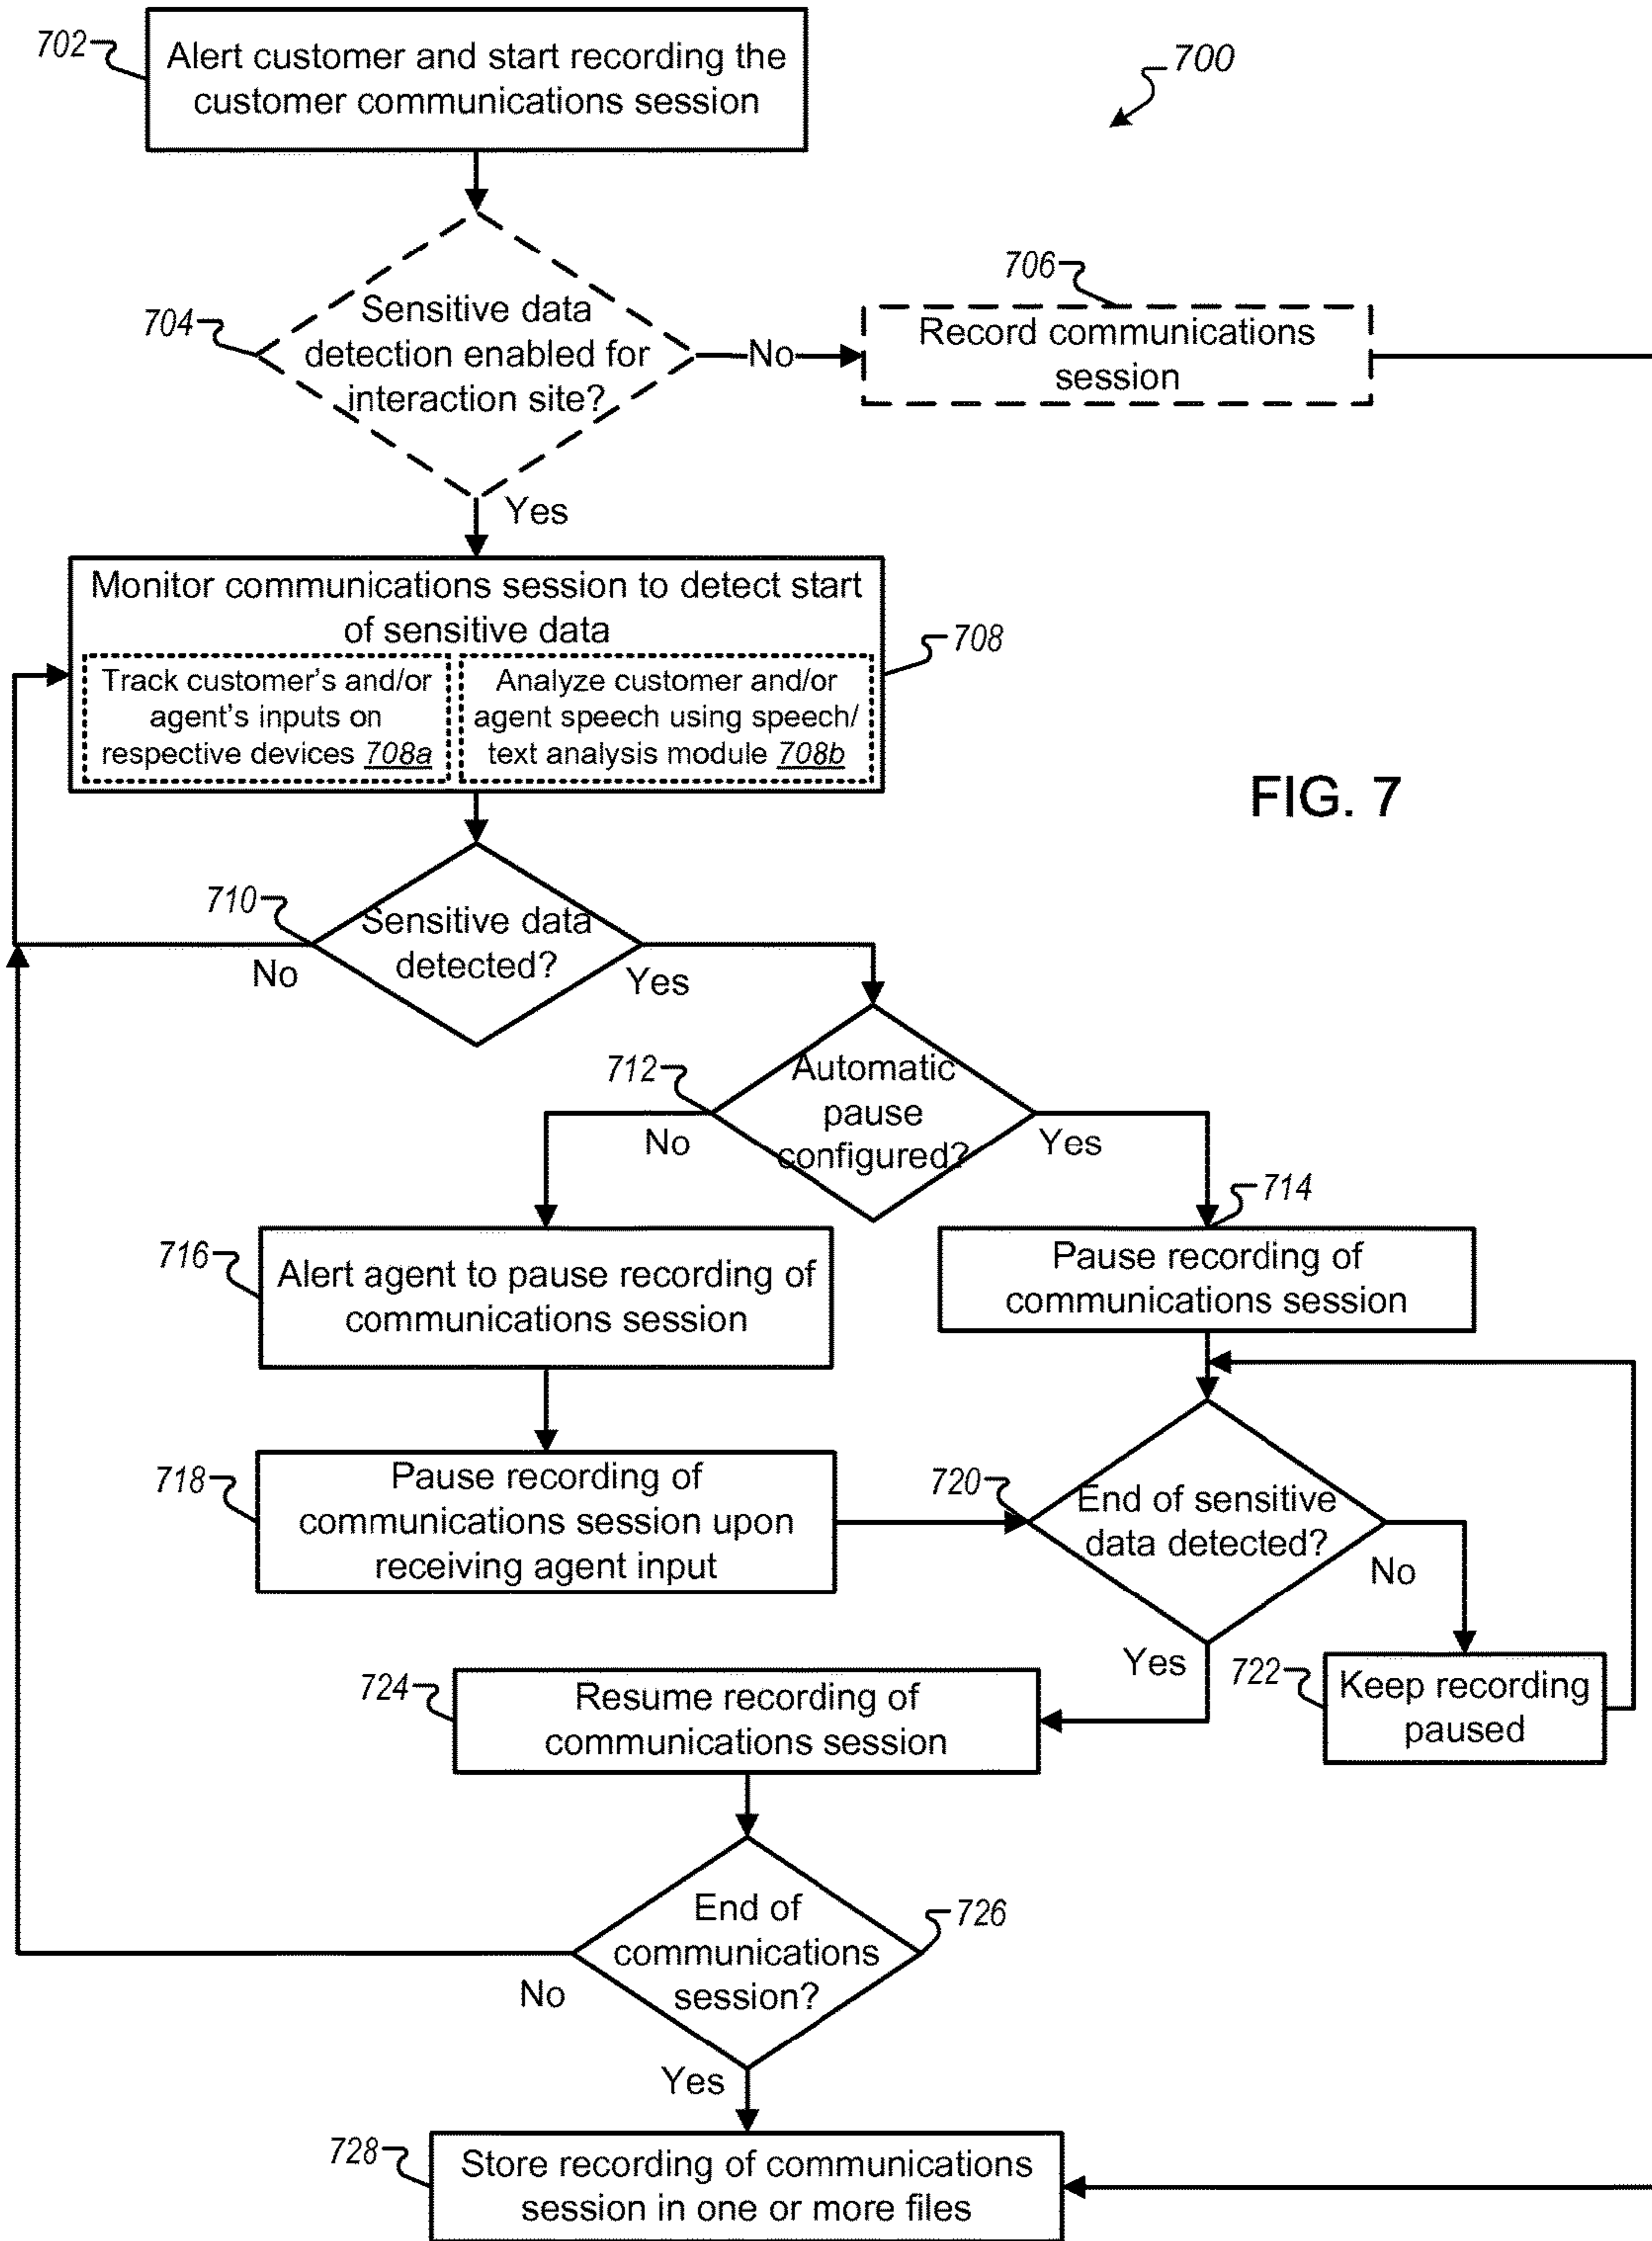 702
Alert customer and start recording the
customer communications session
700
704
Sensitive data
detection enabled for
interaction site?
No
706
Record communications
session
Yes
Monitor communications session to detect start
of sensitive data
708
Track customer's and/or
agent's inputs on
respective devices 708a
Analyze customer and/or
agent speech using speech/
text analysis module 708b
FIG. 7
710
Sensitive data
detected?
No
Yes
712
Automatic
pause
configured?
No
Yes
714
716
Alert agent to pause recording of
communications session
Pause recording of
communications session
718
Pause recording of
communications session upon
receiving agent input
720
End of sensitive
data detected?
No
Yes
722
Keep recording
paused
724
Resume recording of
communications session
726
End of
communications
session?
No
Yes
728
Store recording of communications
session in one or more files